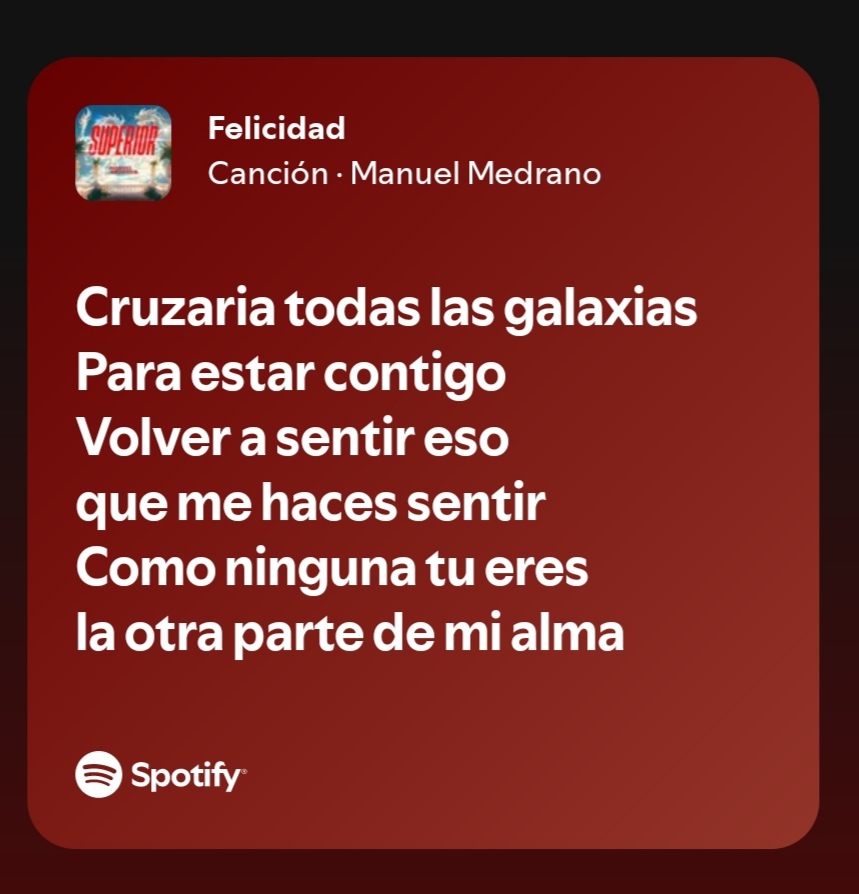 SUPERIOR
Felicidad
Canción · Manuel Medrano
Cruzaria todas las galaxias
Para estar contigo
Volver a sentir eso
que me haces sentir
Como ninguna tu eres
la otra parte de mi alma
Spotify®